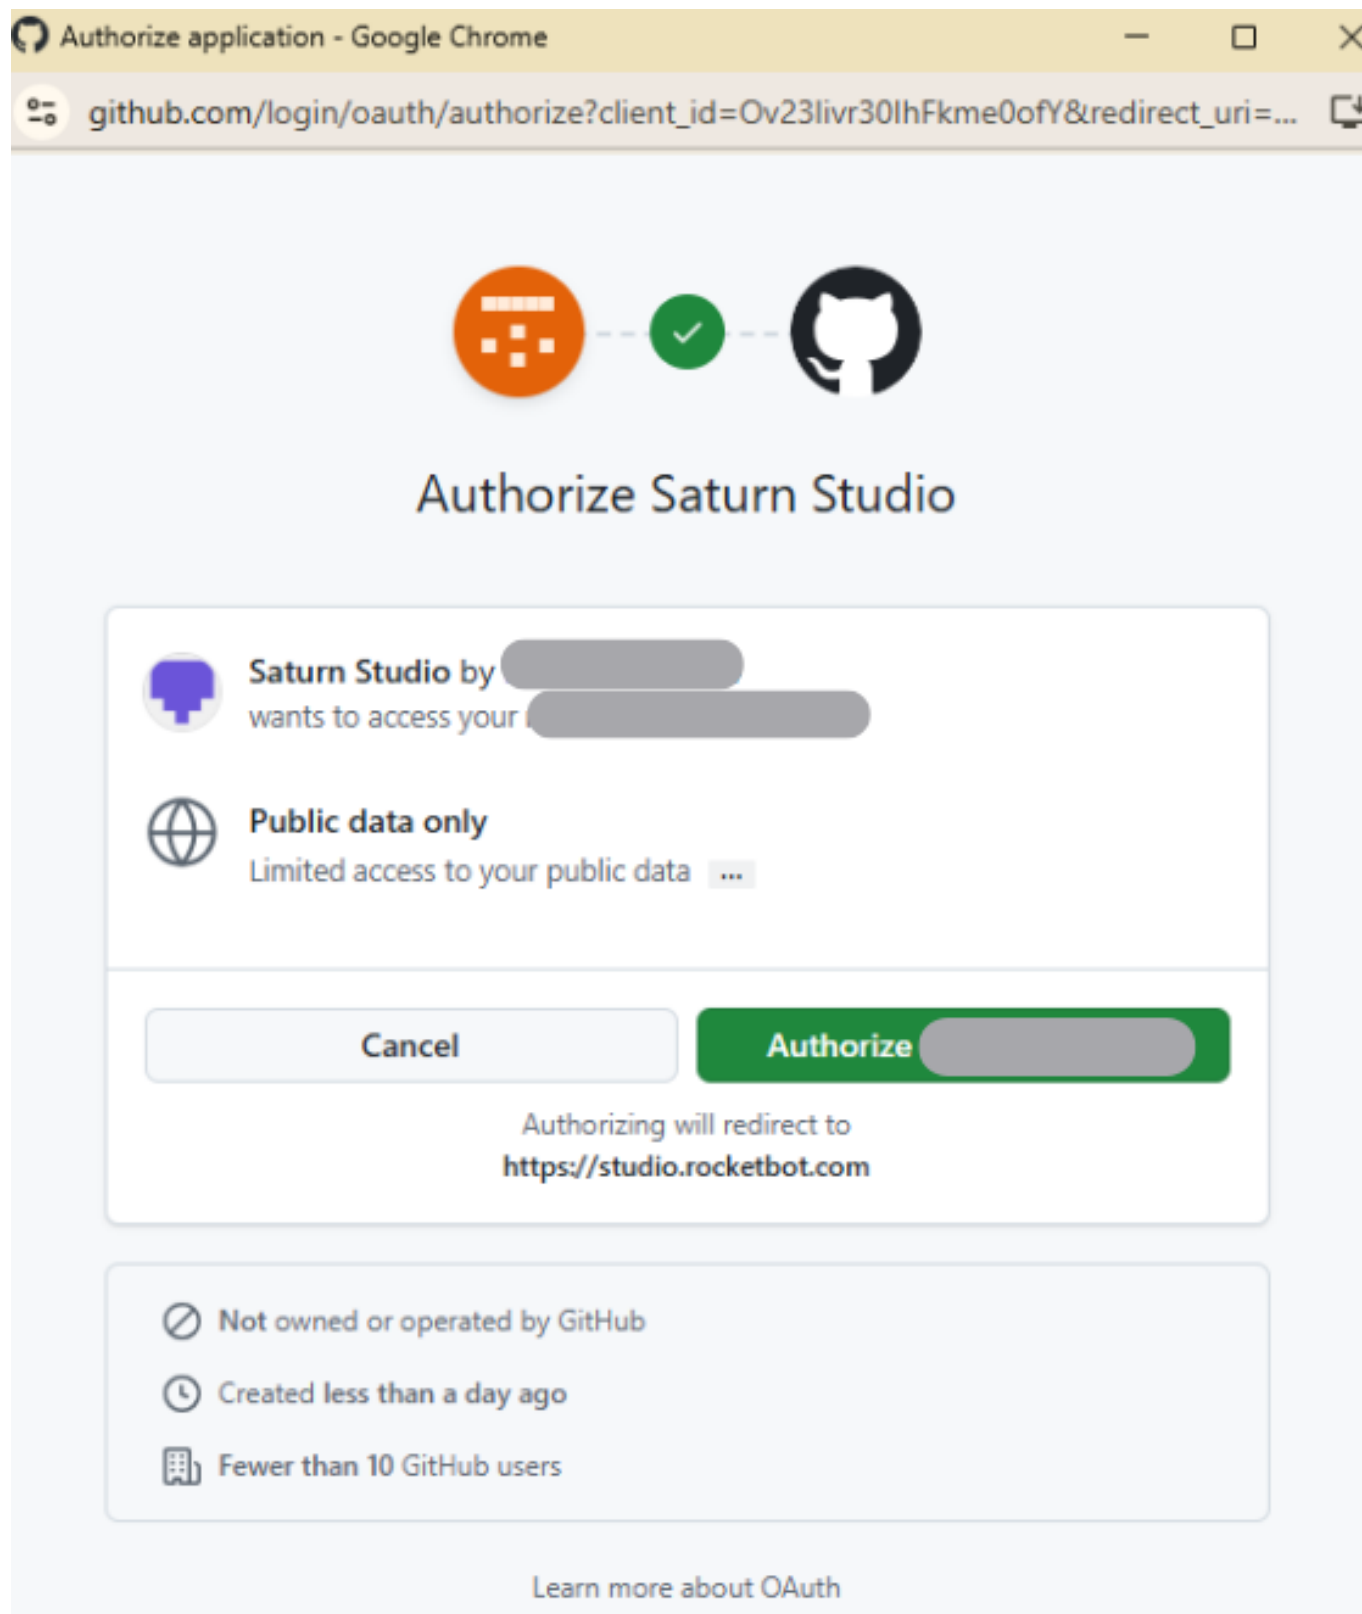 Authorize application - Google Chrome
github.com/login/oauth/authorize?client_id=Ov23livr30lhFkme0ofY&redirect_uri=...
Authorize Saturn Studio
Saturn Studio by
wants to access your
Public data only
Limited access to your public data ...
Cancel
Authorize
Authorizing will redirect to
https://studio.rocketbot.com
Not owned or operated by GitHub
Created less than a day ago
Fewer than 10 GitHub users
Learn more about OAuth